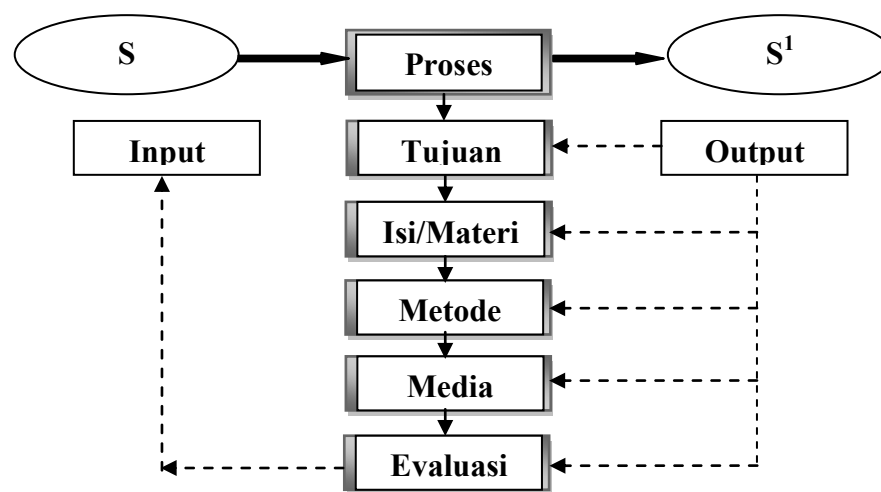 S
Proses
S¹
Input
Tujuan
Output
Isi/Materi
Metode
Media
Evaluasi